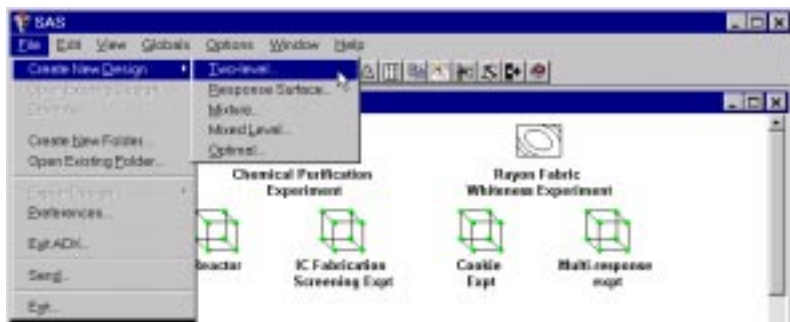 SAS
File Edit View Globals Options Window Help
Create New Design
Two-level...
Response Surface...
Mixture...
Mixed Level...
Optimal...
Create New Folder...
Open Existing Folder...
Preferences...
Exit ADX...
Send...
Exit...
Chemical Purification
Experiment
Rayon Fabric
Whiteness Experiment
Reactor
IC Fabrication
Screening Expt
Cookie
Expt
Multi-response
expt